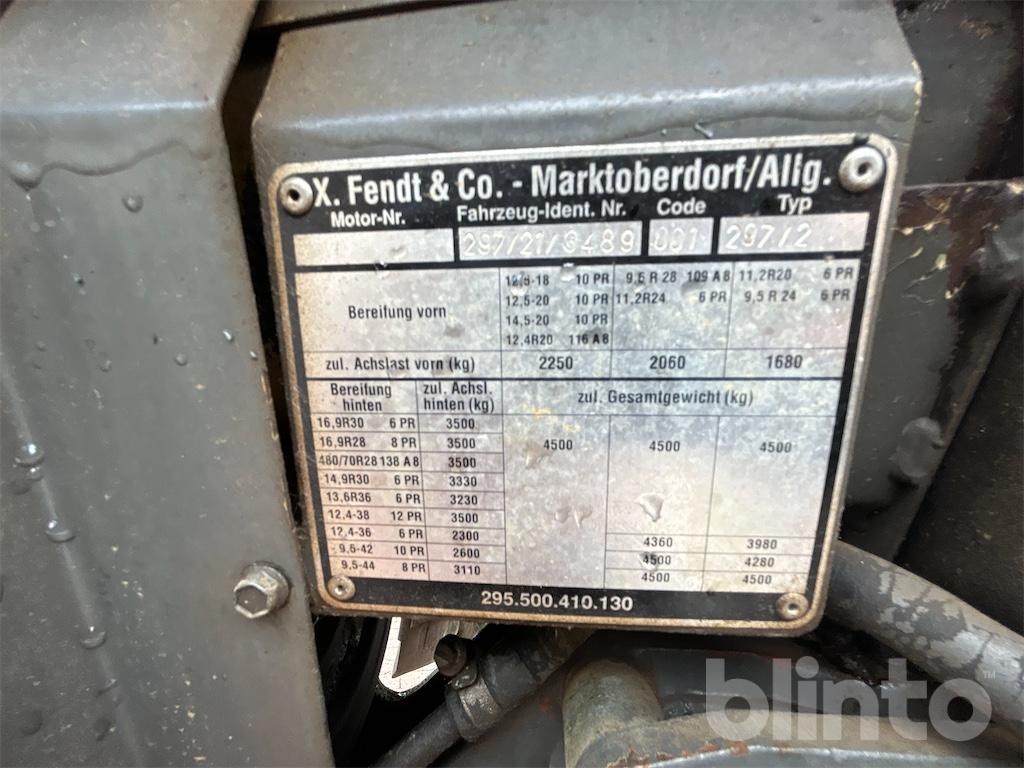 X. Fendt & Co. - Marktoberdorf/Allg.
Motor-Nr. Fahrzeug-Ident. Nr. Code Typ
297/21/3489 001 297/2
Bereifung vorn
12,5-18 10 PR 9,5 R 28 109 A8 11,2R20 6 PR
12,5-20 10 PR 11,2R24 6 PR 9,5 R 24 6 PR
14,5-20 10 PR
12,4R20 116 A8
zul. Achslast vorn (kg) 2250 2060 1680
Bereifung hinten zul. Achsl. hinten (kg) zul. Gesamtgewicht (kg)
16,9R30 6 PR 3500
16,9R28 8 PR 3500 4500 4500 4500
480/70R28 138 A8 3500
14,9R30 6 PR 3330
13,6R36 6 PR 3230
12,4-38 12 PR 3500
12,4-36 6 PR 2300 4360 3980
9,5-42 10 PR 2600 4500 4280
9,5-44 8 PR 3110 4500 4500
295.500.410.130
blinto™